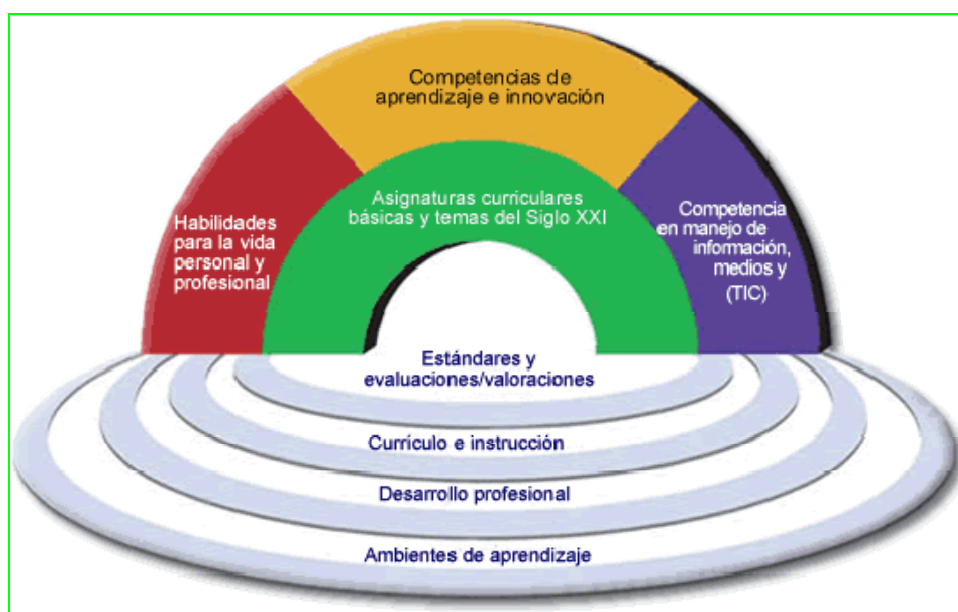 Competencias de
aprendizaje e innovación
Asignaturas curriculares
básicas y temas del Siglo XXI
Habilidades
para la vida
personal y
profesional
Competencia
en manejo de
información,
medios y
(TIC)
Estándares y
evaluaciones/valoraciones
Currículo e instrucción
Desarrollo profesional
Ambientes de aprendizaje